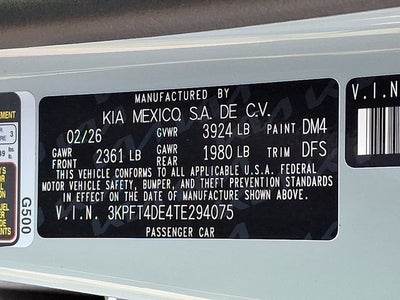 MANUFACTURED BY
KIA MEXICO, S.A. DE C.V.
02/26 GVWR 3924 LB PAINT DM4
GAWR FRONT 2361 LB GAWR REAR 1980 LB TRIM DFS
THIS VEHICLE CONFORMS TO ALL APPLICABLE U.S.A. FEDERAL
MOTOR VEHICLE SAFETY, BUMPER, AND THEFT PREVENTION STANDARDS
IN EFFECT ON THE DATE OF MANUFACTURE SHOWN ABOVE.
V.I.N. 3KPFT4DE4TE294075
PASSENGER CAR
G500
V.I.N.
3